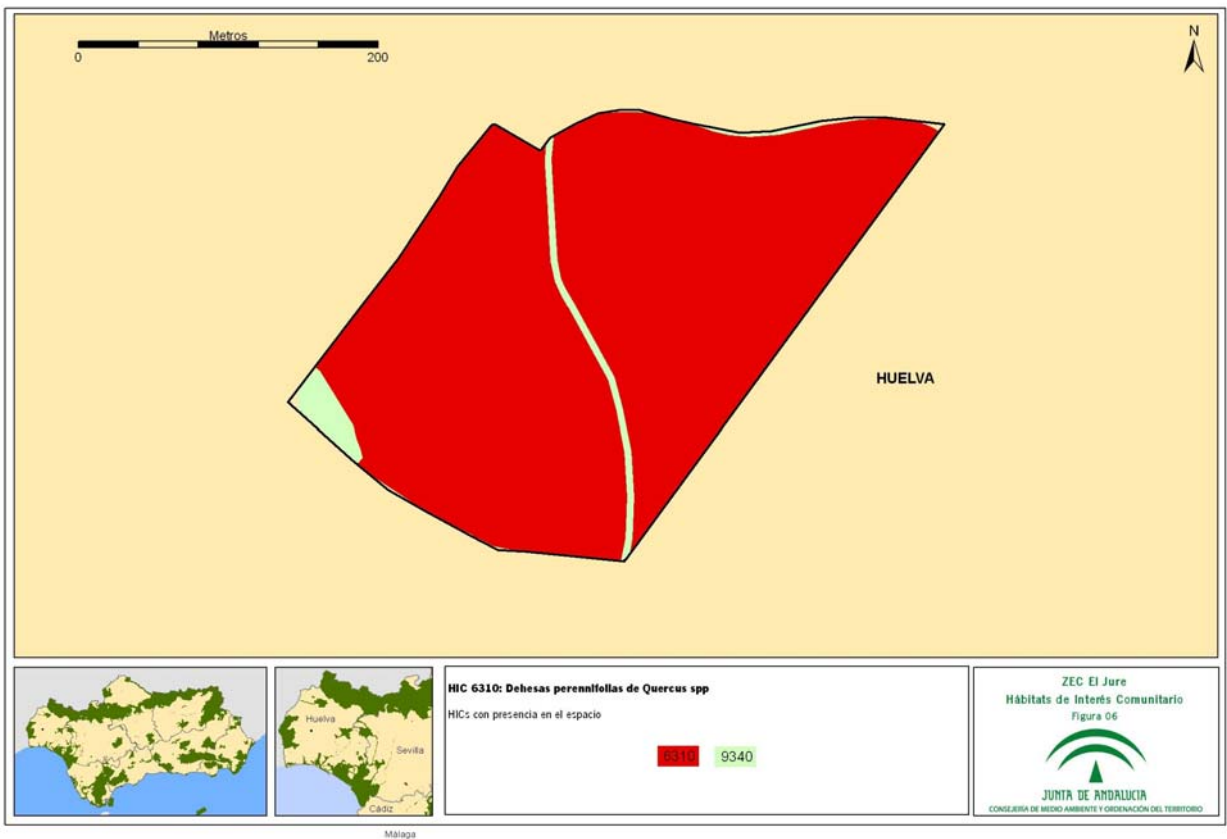 Metros
0
200
N
HUELVA
Huelva
Sevilla
Cádiz
HIC 6310: Dehesas perennifolias de Quercus spp
HICs con presencia en el espacio
6310
9340
ZEC El Jure
Hábitats de Interés Comunitario
Figura 06
JUNTA DE ANDALUCIA
CONSEJERÍA DE MEDIO AMBIENTE Y ORDENACIÓN DEL TERRITORIO
Málaga